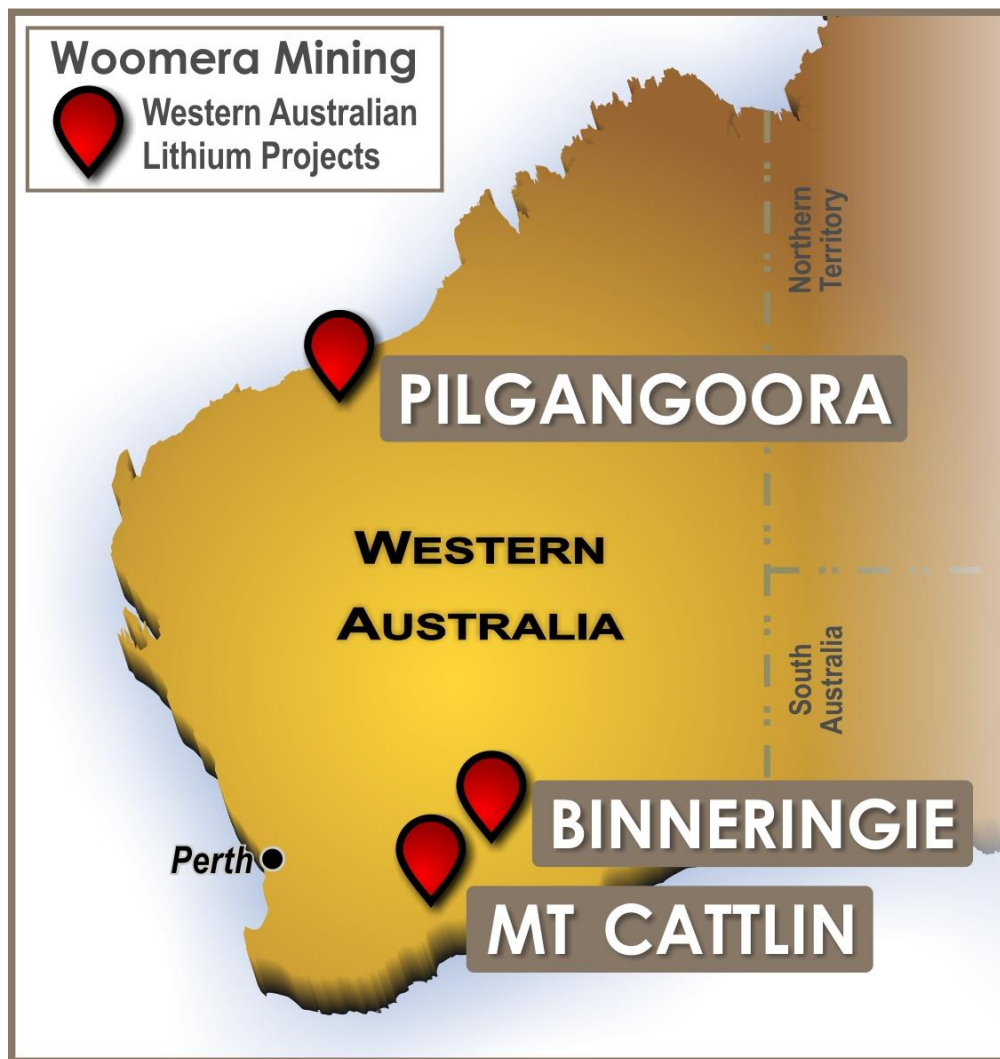 Woomera Mining
Western Australian
Lithium Projects
Northern
Territory
PILGANGOORA
WESTERN
AUSTRALIA
South
Australia
BINNERINGIE
Perth
MT CATTLIN